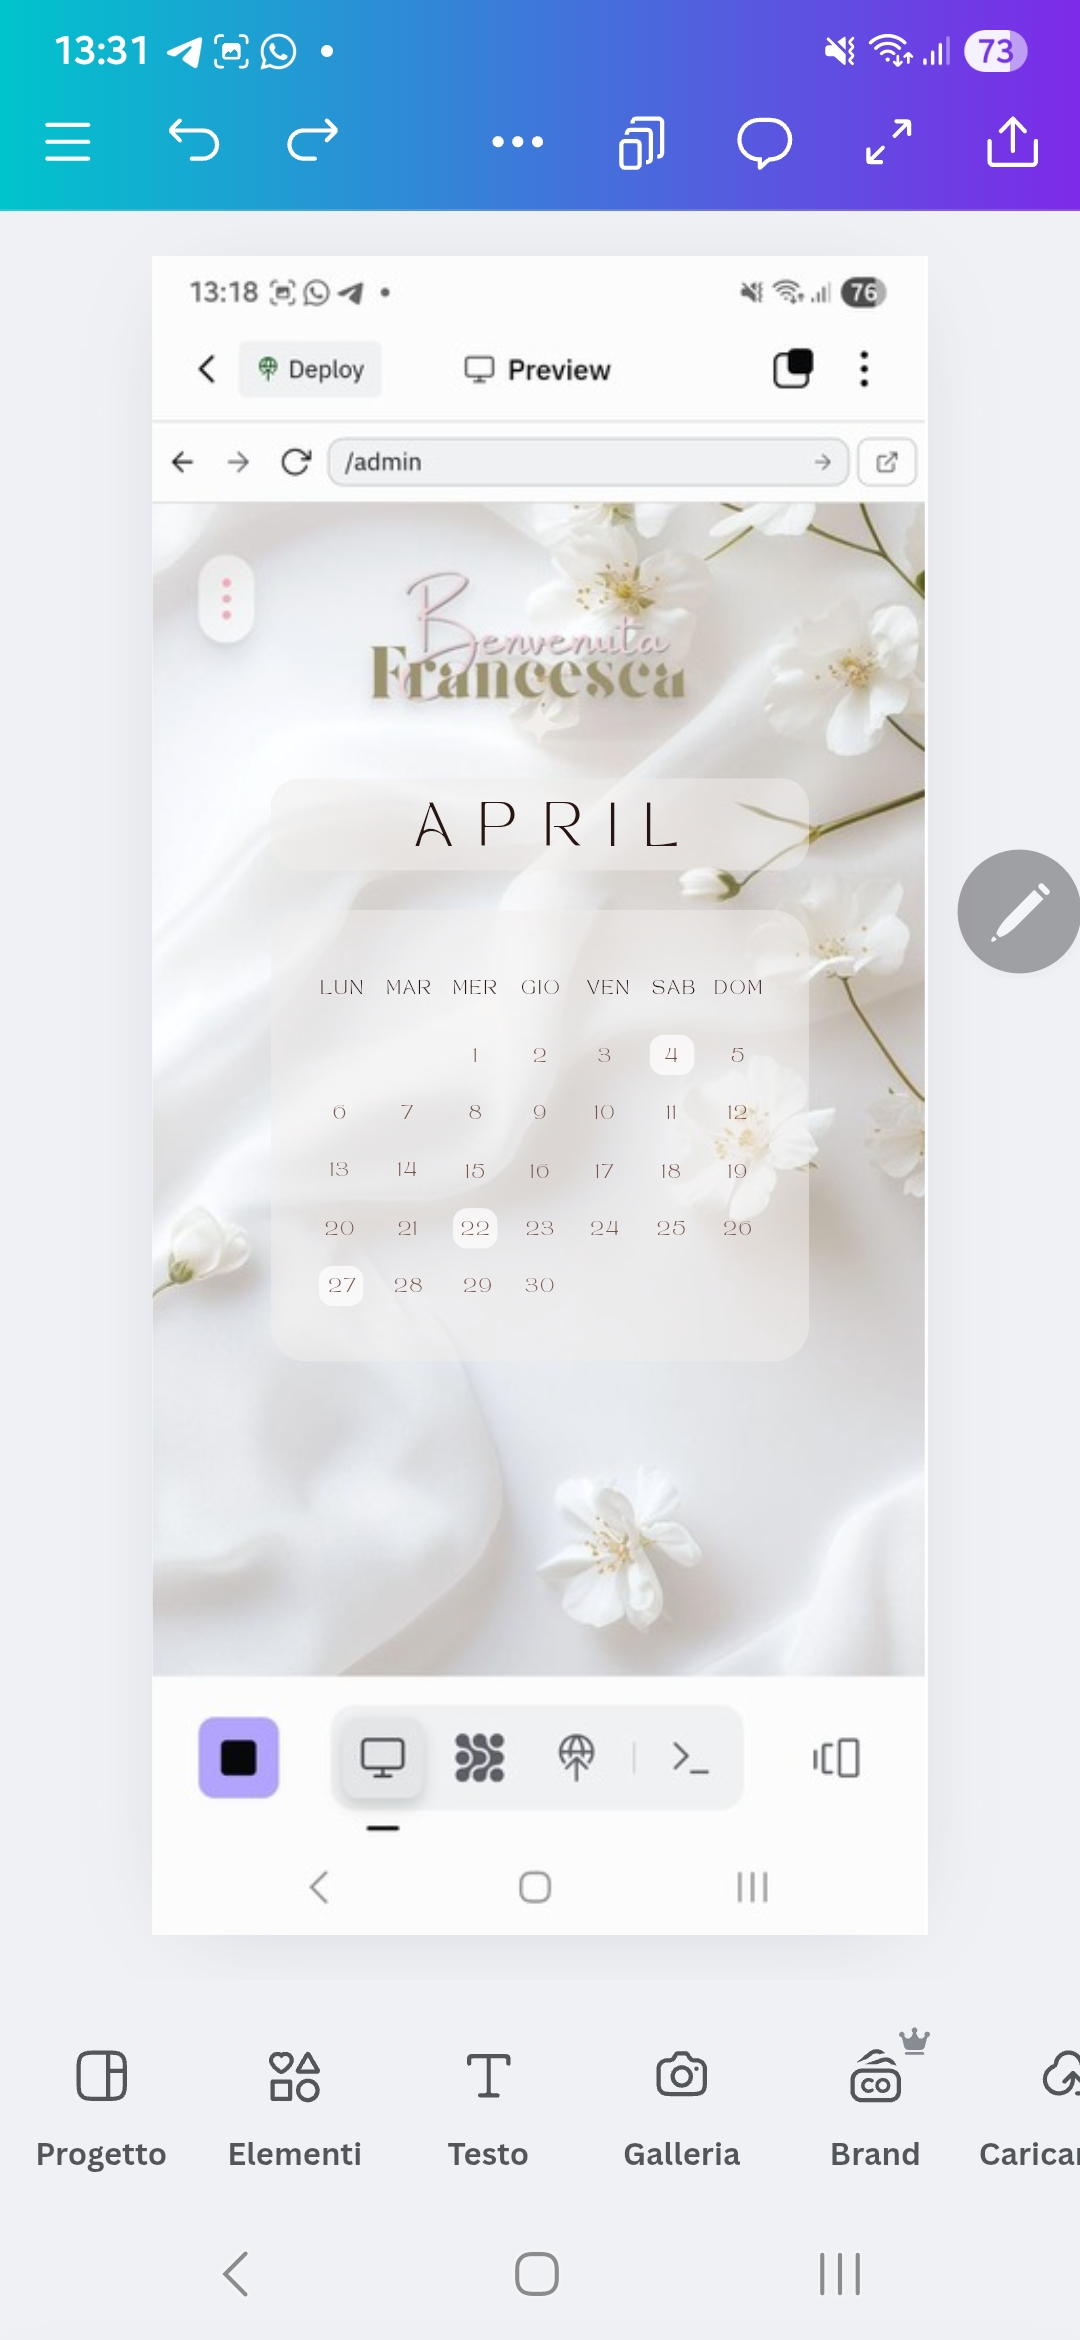 13:31
73
13:18
76
Deploy
Preview
/admin
Benvenuta
Francesca
APRIL
LUN MAR MER GIO VEN SAB DOM
1 2 3 4 5
6 7 8 9 10 11 12
13 14 15 16 17 18 19
20 21 22 23 24 25 26
27 28 29 30
CO
Progetto Elementi Testo Galleria Brand Caricar